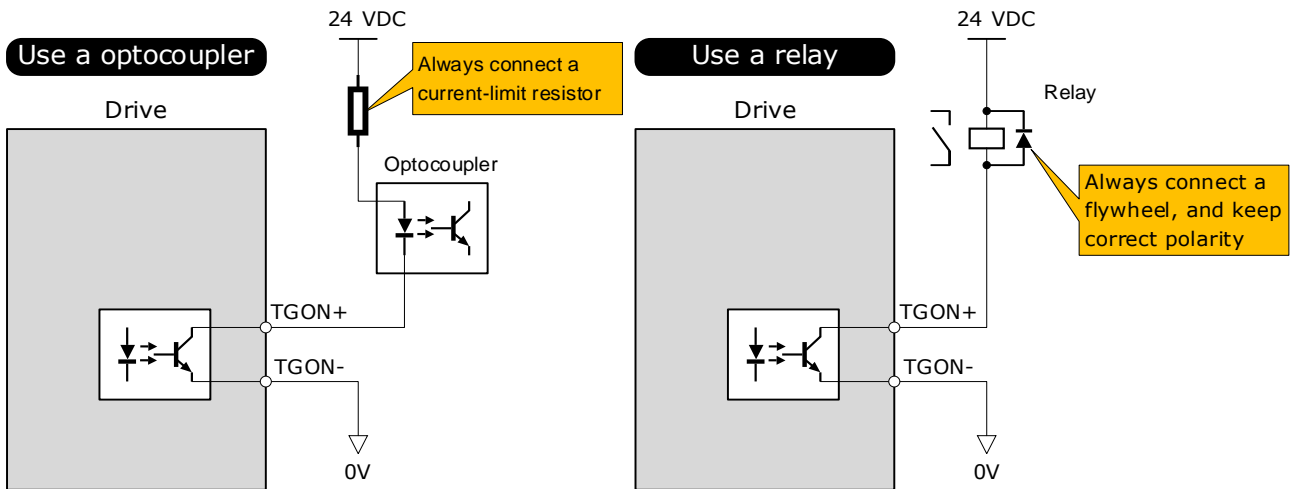 Use a optocoupler
24 VDC
Always connect a
current-limit resistor
Drive
Optocoupler
TGON+
TGON-
0V
Use a relay
24 VDC
Relay
Drive
Always connect a
flywheel, and keep
correct polarity
TGON+
TGON-
0V